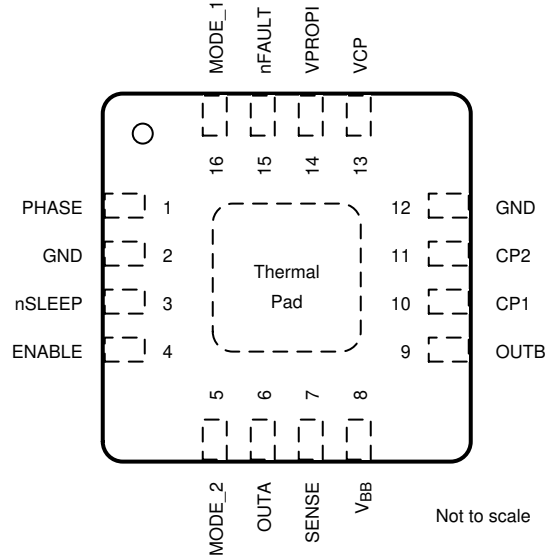 MODE_1
nFAULT
VPROPI
VCP
16
15
14
13
PHASE 1
GND 2
nSLEEP 3
ENABLE 4
Thermal
Pad
12 GND
11 CP2
10 CP1
9 OUTB
5
6
7
8
MODE_2
OUTA
SENSE
VBB
Not to scale